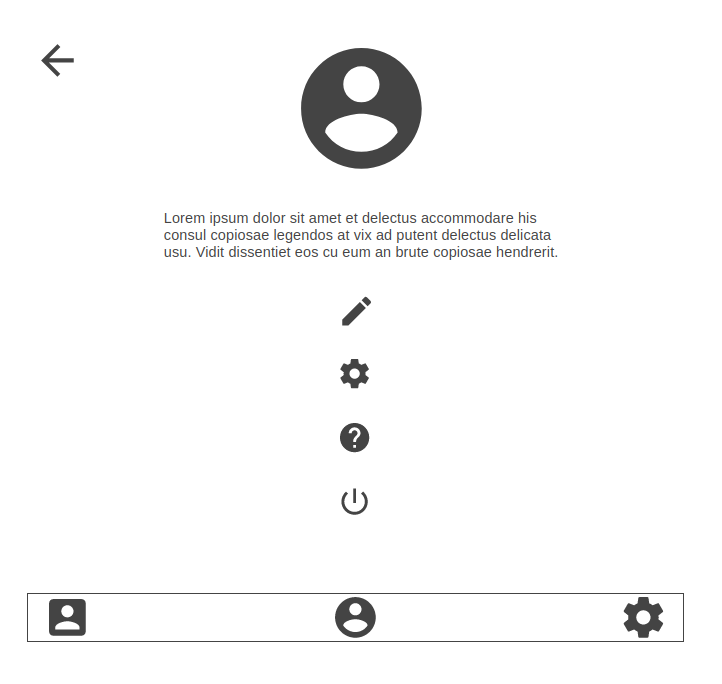 Lorem ipsum dolor sit amet et delectus accommodare his
consul copiosae legendos at vix ad putent delectus delicata
usu. Vidit dissentiet eos cu eum an brute copiosae hendrerit.